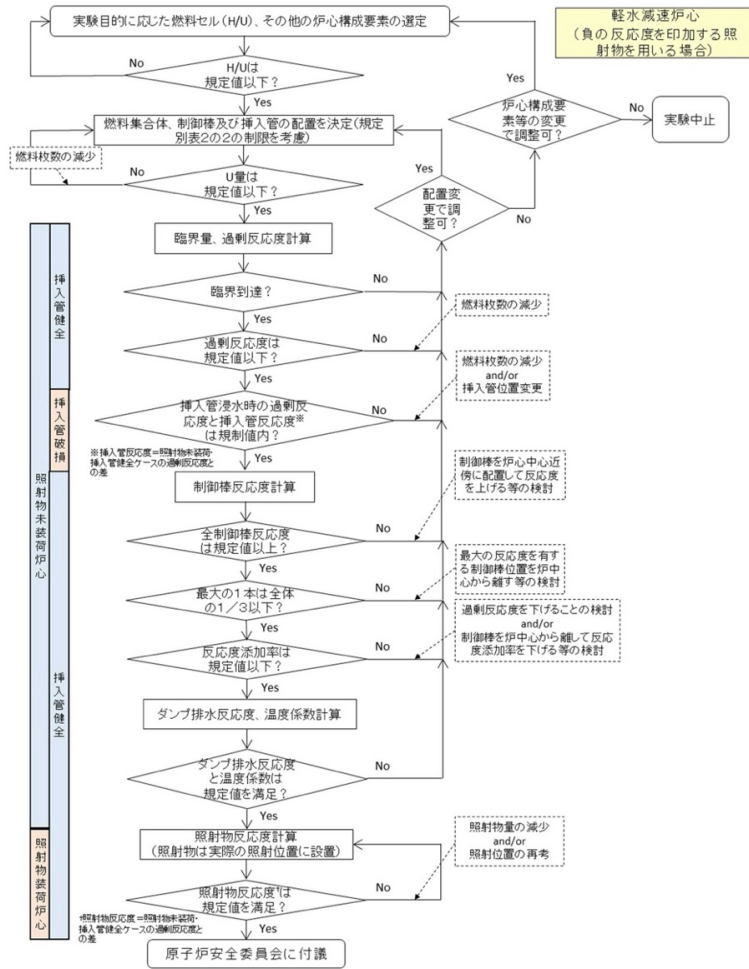 実験目的に応じた燃料セル(H/U)、その他の炉心構成要素の選定
軽水減速炉心
(負の反応度を印加する照
射物を用いる場合)
No
H/Uは
規定値以下?
Yes
Yes
炉心構成要
素等の変更
で調整可?
No
実験中止
燃料集合体、制御棒及び挿入管の配置を決定(規定
別表2の2の制限を考慮)
燃料枚数の減少
No
U量は
規定値以下?
Yes
Yes
配置変
更で調
整可?
No
臨界量、過剰反応度計算
臨界到達?
No
Yes
燃料枚数の減少
過剰反応度は
規定値以下?
No
Yes
燃料枚数の減少
and/or
挿入管位置変更
挿入管浸水時の過剰反
応度と挿入管反応度※
は規制値内?
No
※挿入管反応度=照射物未装荷・
挿入管健全ケースの過剰反応度と
の差
Yes
制御棒反応度計算
制御棒を炉心中心近
傍に配置して反応度
を上げる等の検討
全制御棒反応度
は規定値以上?
No
Yes
最大の反応度を有す
る制御棒位置を炉中
心から離す等の検討
最大の1本は全体
の1/3以下?
No
Yes
過剰反応度を下げることの検討
and/or
制御棒を炉中心から離して反応
度添加率を下げる等の検討
反応度添加率は
規定値以下?
No
Yes
ダンプ排水反応度、温度係数計算
ダンプ排水反応度
と温度係数は
規定値を満足?
No
Yes
照射物反応度計算
(照射物は実際の照射位置に設置)
照射物量の減少
and/or
照射位置の再考
照射物反応度†は
規定値を満足?
No
†照射物反応度=照射物未装荷・
挿入管健全ケースの過剰反応度と
の差
Yes
原子炉安全委員会に付議
照射物未装荷炉心
挿入管健全
挿入管破損
挿入管健全
照射物装荷炉心